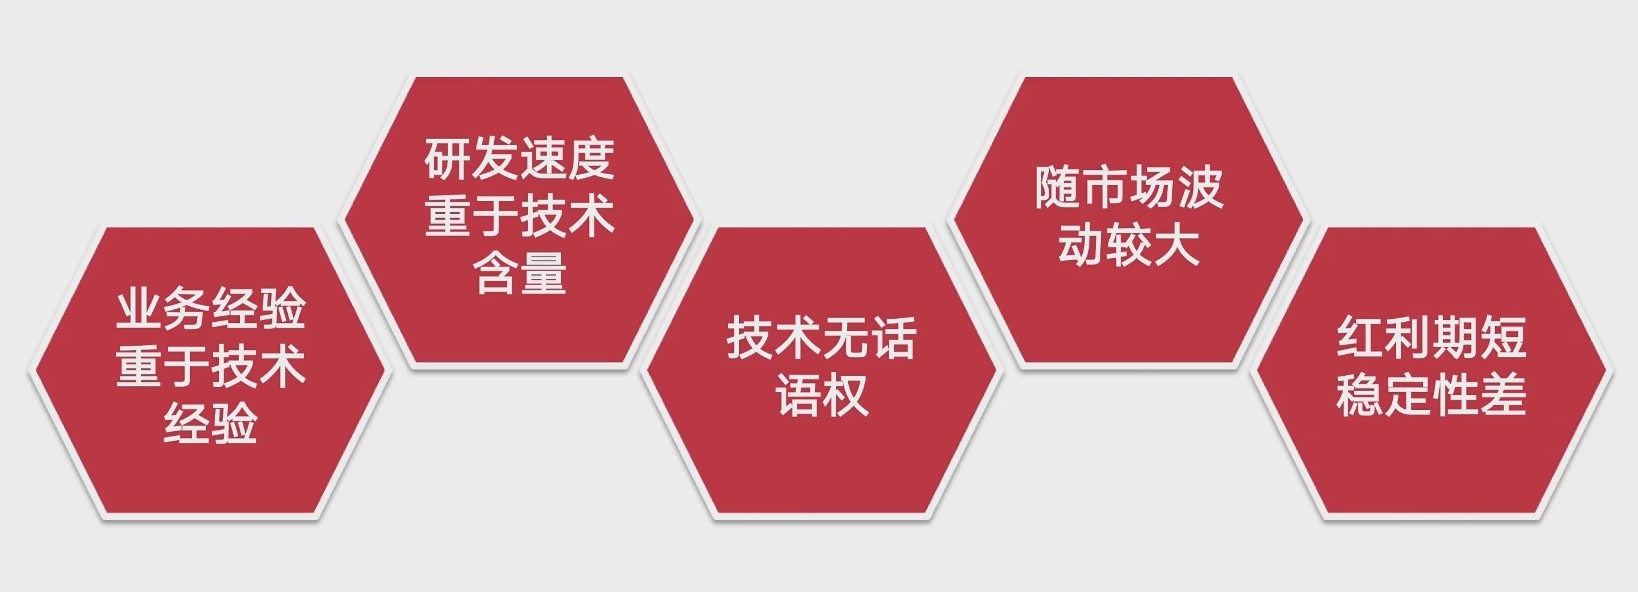 业务经验
重于技术
经验
研发速度
重于技术
含量
技术无话
语权
随市场波
动较大
红利期短
稳定性差